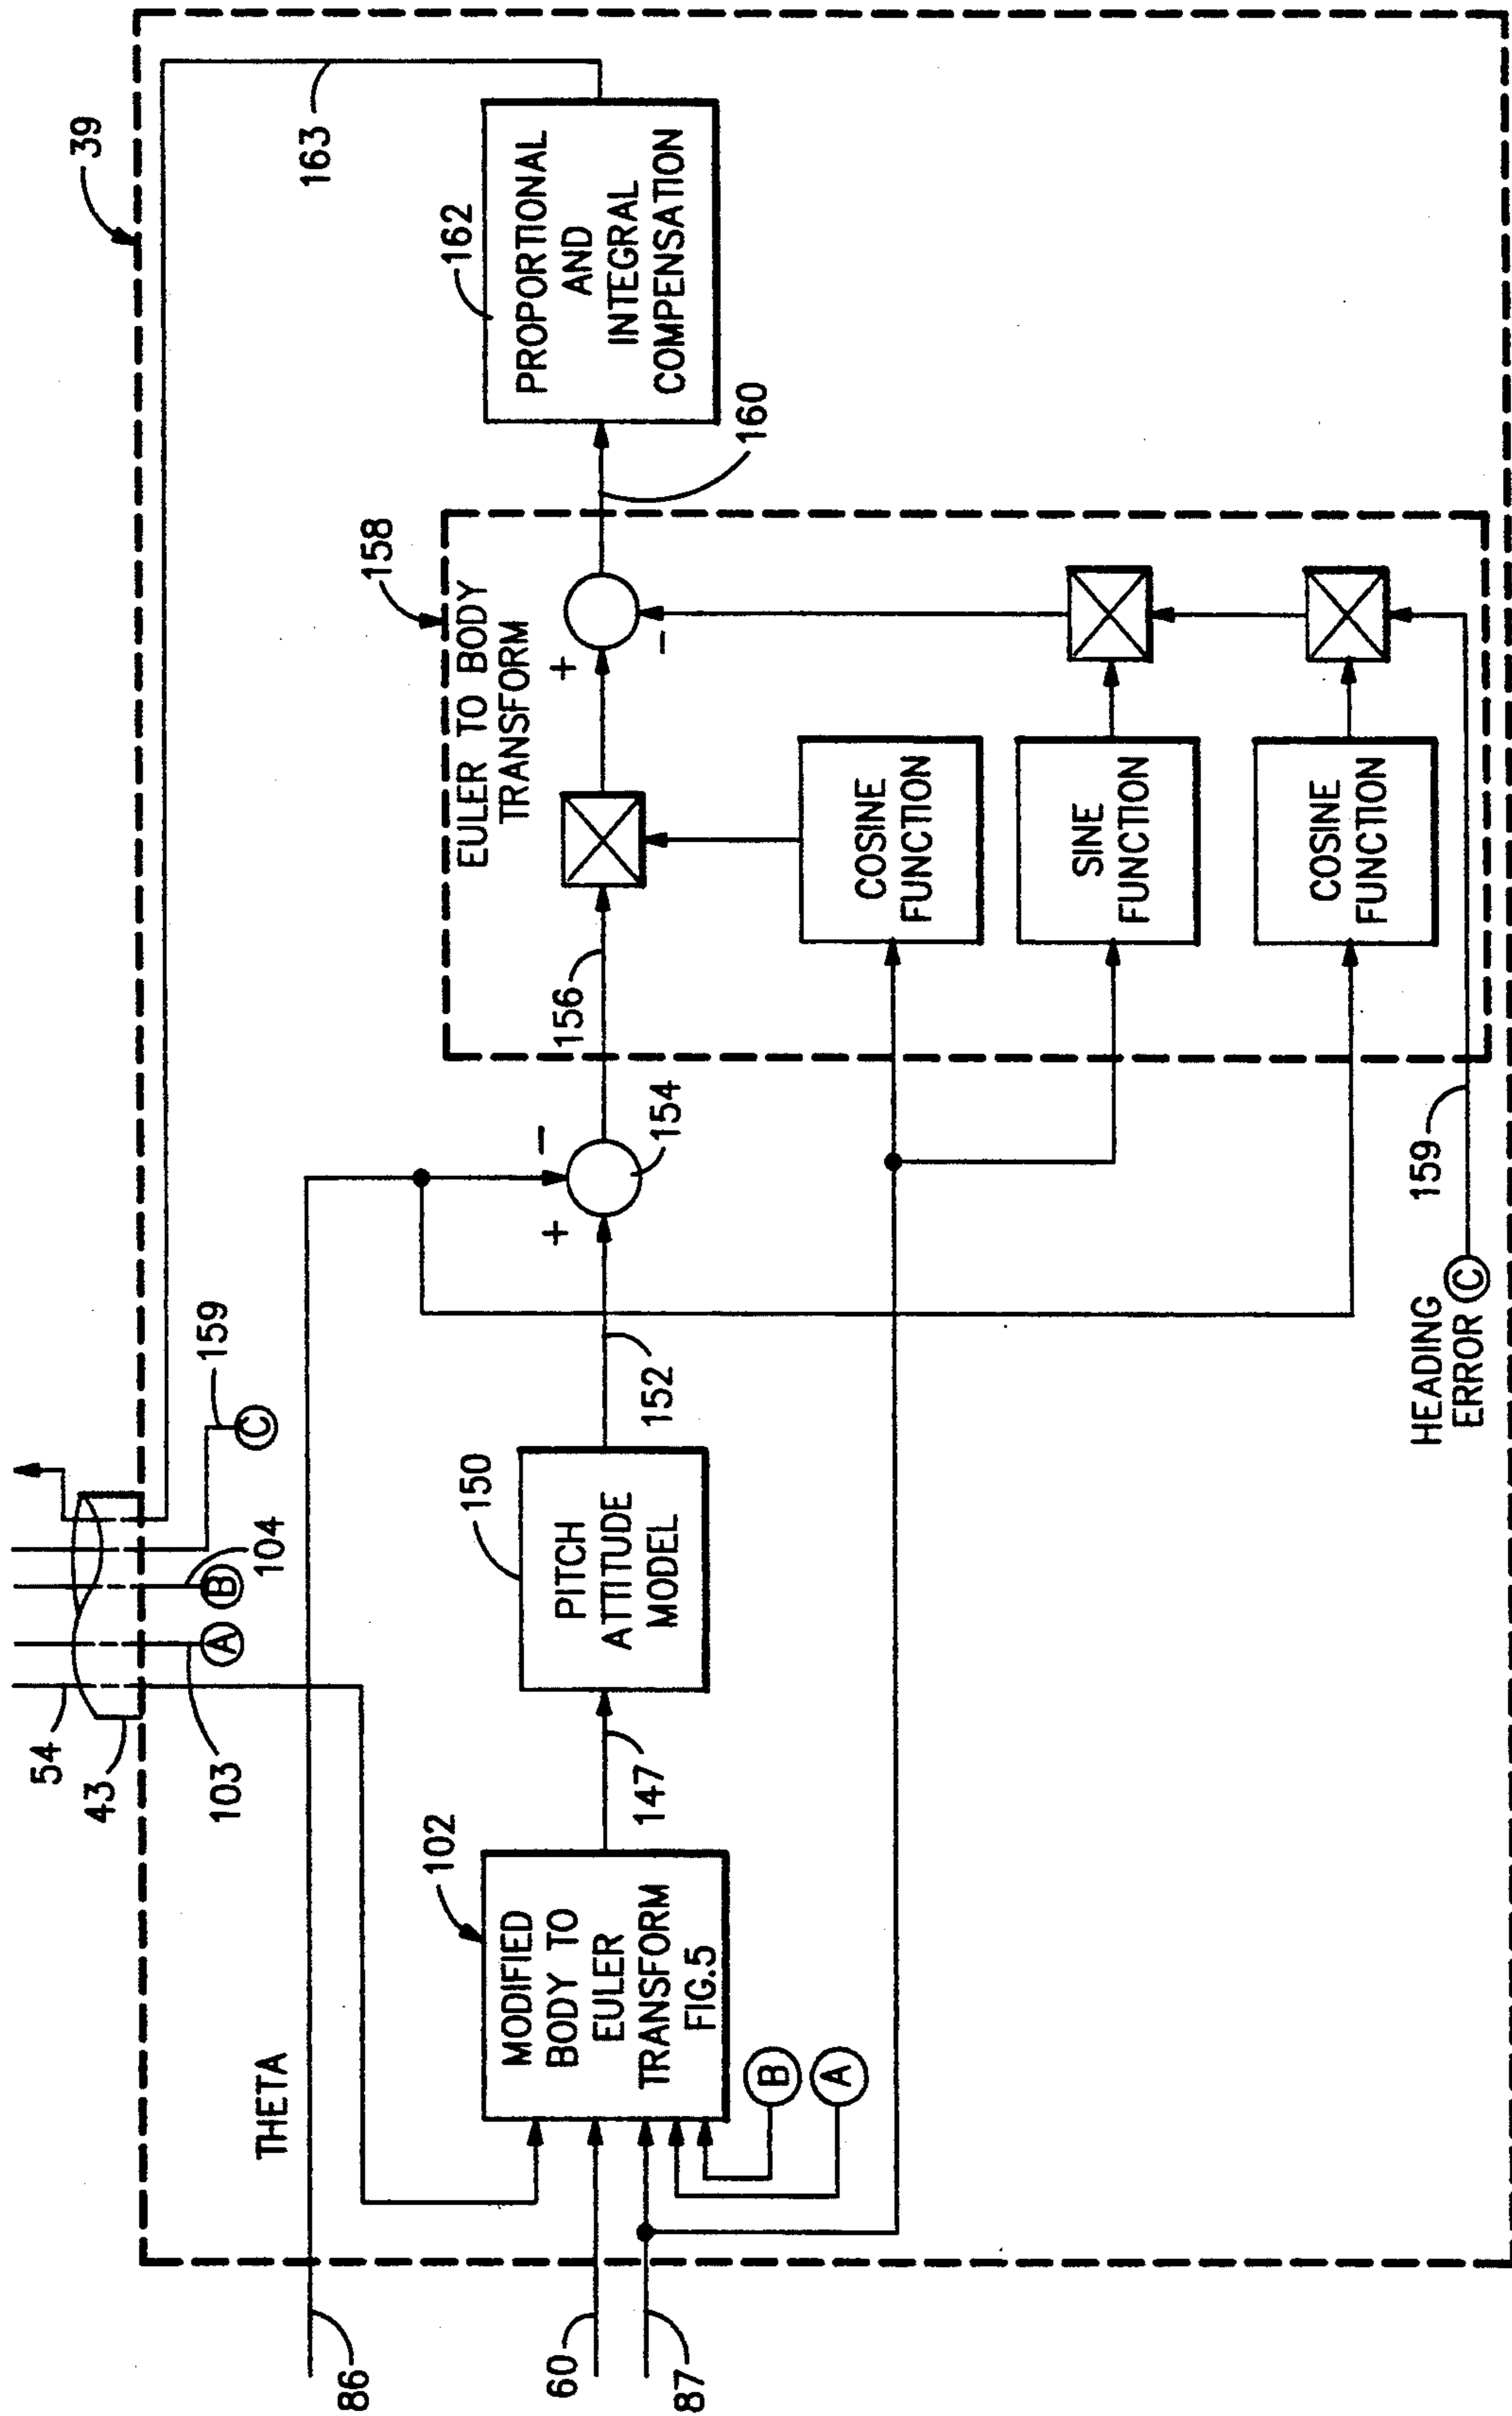 39
54
43
103
A
B
104
C
159
163
THETA
86
60
87
102
MODIFIED
BODY TO
EULER
TRANSFORM
FIG.5
B
A
147
150
PITCH
ATTITUDE
MODEL
152
+
−
154
156
158
EULER TO BODY
TRANSFORM
+
−
COSINE
FUNCTION
SINE
FUNCTION
COSINE
FUNCTION
HEADING
ERROR C
159
160
162
PROPORTIONAL
AND
INTEGRAL
COMPENSATION